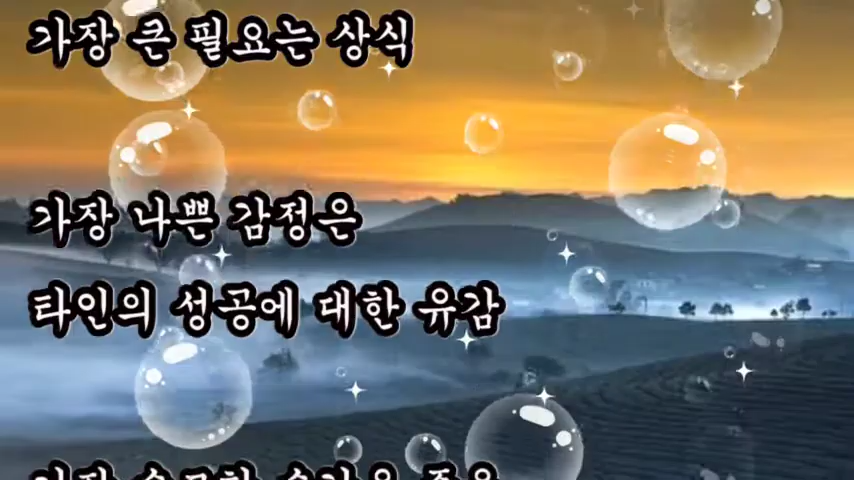 가장 큰 필요는 상식
가장 나쁜 감정은
타인의 성공에 대한 유감